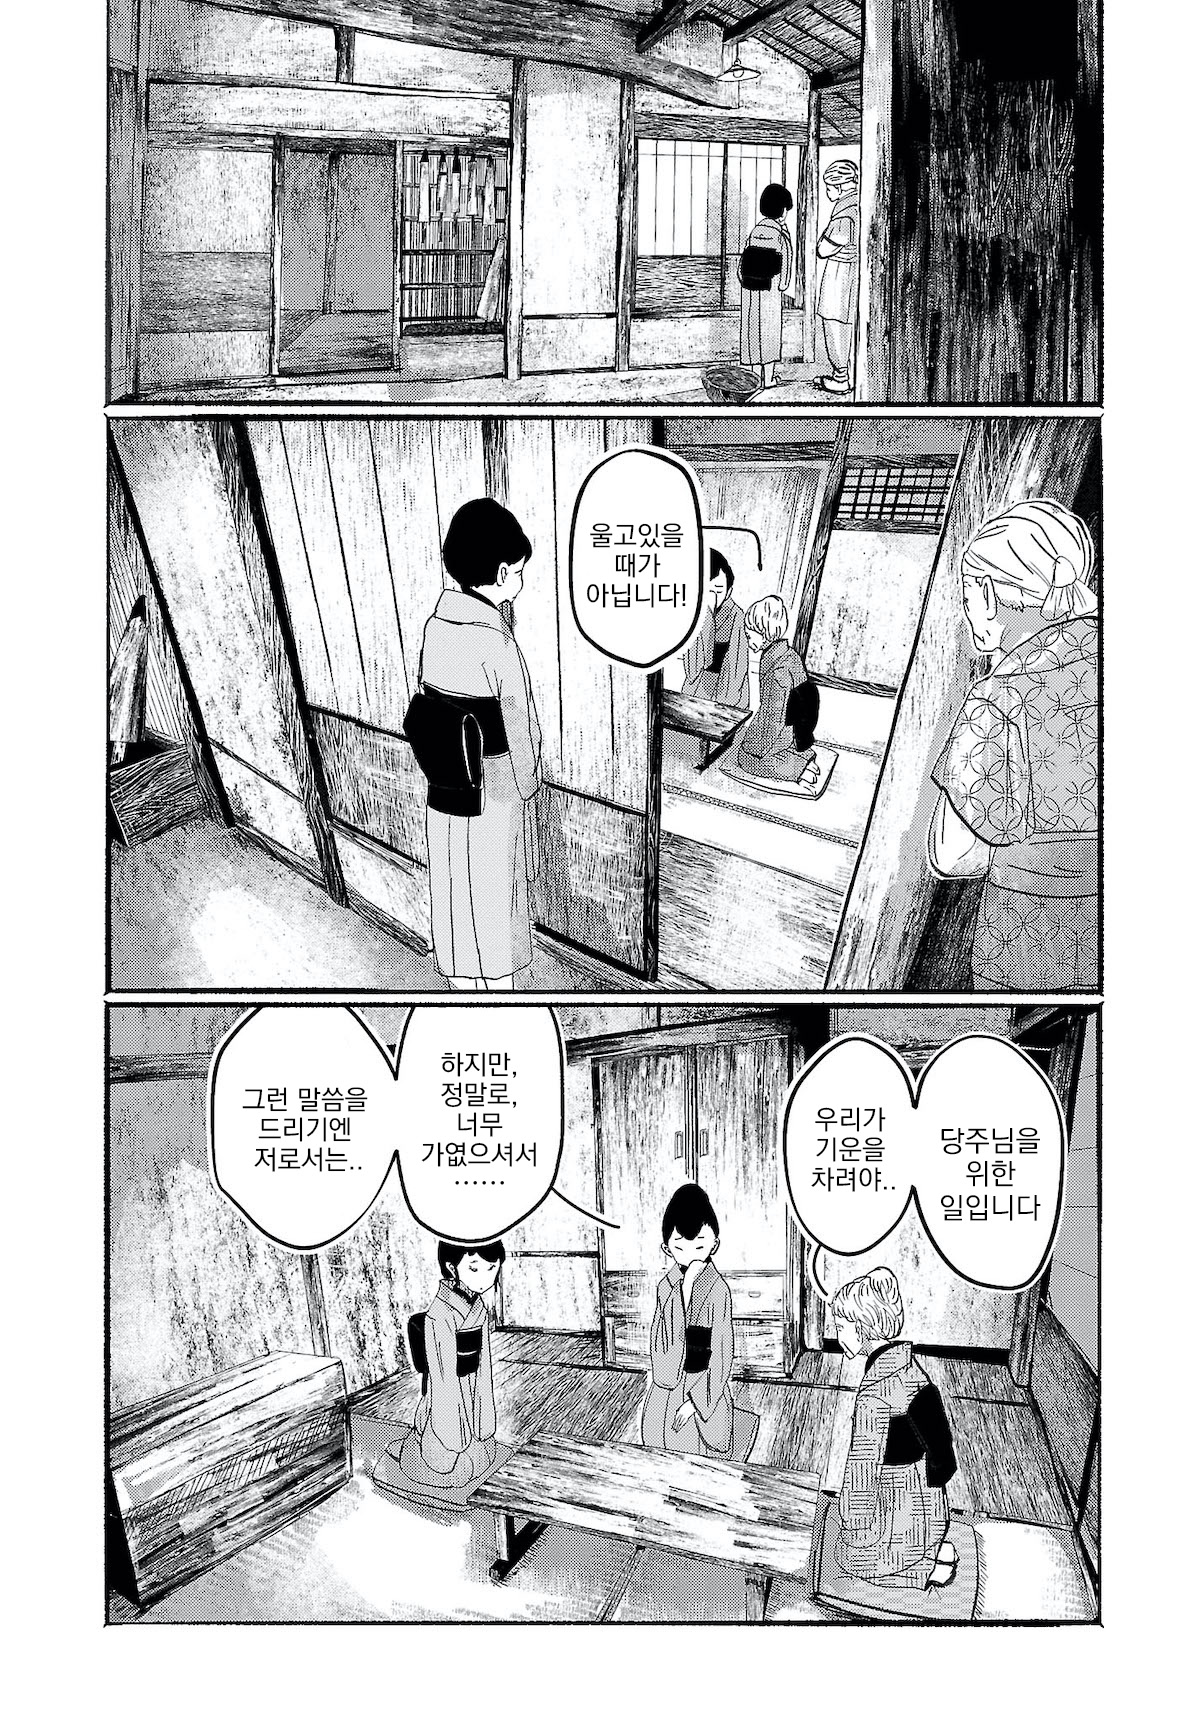 울고있을
때가
아닙니다!
당주님을
위한
일입니다
우리가
기운을
차려야..
하지만,
정말로,
너무
가엾으셔서
……
그런 말씀을
드리기엔
저로서는..